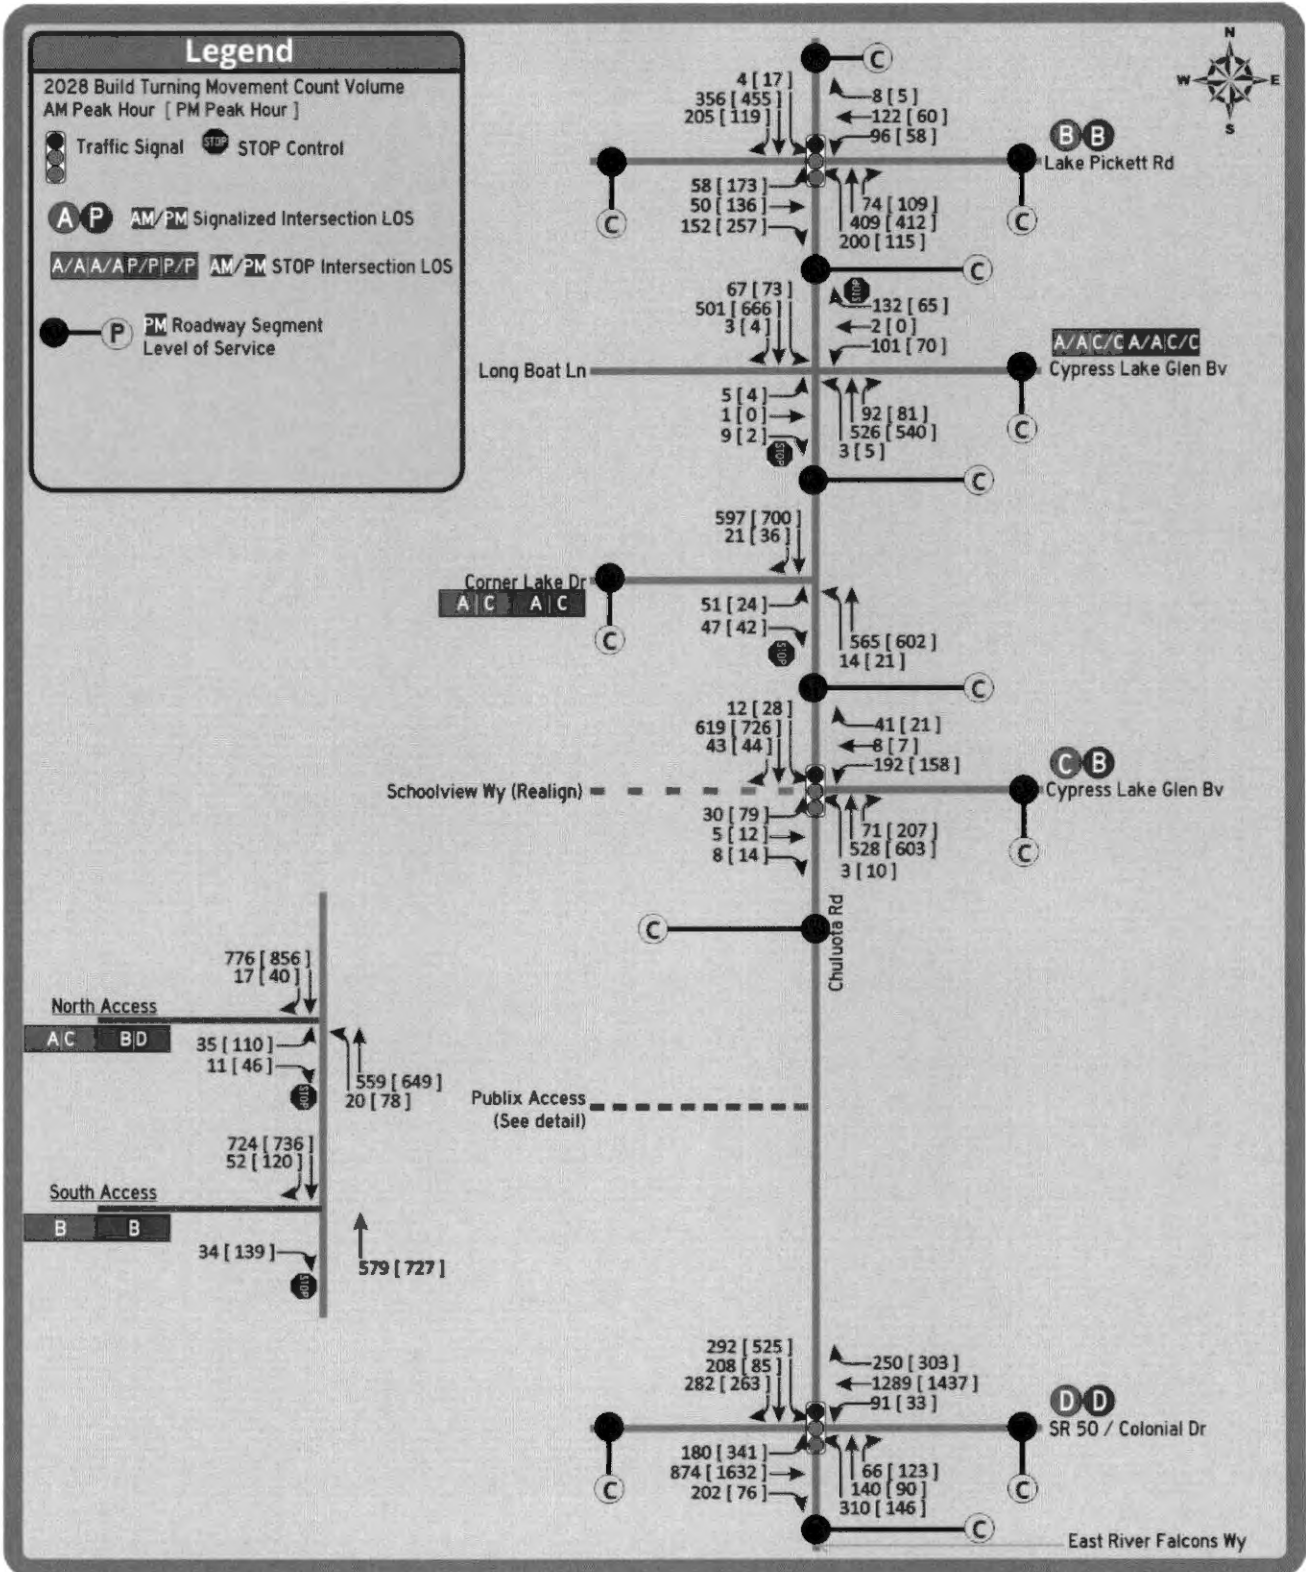 Legend
2028 Build Turning Movement Count Volume
AM Peak Hour [ PM Peak Hour ]
Traffic Signal STOP STOP Control
A P AM/PM Signalized Intersection LOS
A/A A/A P/P P/P AM/PM STOP Intersection LOS
P PM Roadway Segment
Level of Service
N
W E
S
C
4 [ 17 ]
356 [ 455 ]
205 [ 119 ]
8 [ 5 ]
122 [ 60 ]
96 [ 58 ]
B B
Lake Pickett Rd
C
C
58 [ 173 ]
50 [ 136 ]
152 [ 257 ]
74 [ 109 ]
409 [ 412 ]
200 [ 115 ]
C
67 [ 73 ]
501 [ 666 ]
3 [ 4 ]
STOP
132 [ 65 ]
2 [ 0 ]
101 [ 70 ]
A/A C/C A/A C/C
Long Boat Ln
Cypress Lake Glen Bv
C
5 [ 4 ]
1 [ 0 ]
9 [ 2 ]
STOP
92 [ 81 ]
526 [ 540 ]
3 [ 5 ]
C
597 [ 700 ]
21 [ 36 ]
Corner Lake Dr
A C A C
C
51 [ 24 ]
47 [ 42 ]
STOP
565 [ 602 ]
14 [ 21 ]
C
12 [ 28 ]
619 [ 726 ]
43 [ 44 ]
41 [ 21 ]
8 [ 7 ]
192 [ 158 ]
C B
Schoolview Wy (Realign)
Cypress Lake Glen Bv
C
30 [ 79 ]
5 [ 12 ]
8 [ 14 ]
71 [ 207 ]
528 [ 603 ]
3 [ 10 ]
C
Chuluota Rd
776 [ 856 ]
17 [ 40 ]
North Access
A C B D
35 [ 110 ]
11 [ 46 ]
STOP
559 [ 649 ]
20 [ 78 ]
Publix Access
(See detail)
724 [ 736 ]
52 [ 120 ]
South Access
B B
34 [ 139 ]
STOP
579 [ 727 ]
292 [ 525 ]
208 [ 85 ]
282 [ 263 ]
250 [ 303 ]
1289 [ 1437 ]
91 [ 33 ]
D D
SR 50 / Colonial Dr
C
C
180 [ 341 ]
874 [ 1632 ]
202 [ 76 ]
66 [ 123 ]
140 [ 90 ]
310 [ 146 ]
C
East River Falcons Wy